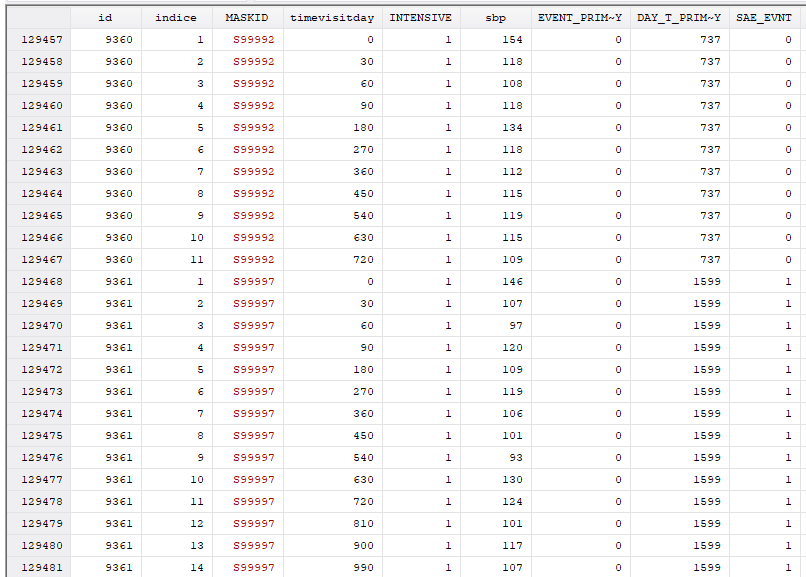 id indice MASKID timevisitday INTENSIVE sbp EVENT_PRIM~Y DAY_T_PRIM~Y SAE_EVNT
129457 9360 1 S99992 0 1 154 0 737 0
129458 9360 2 S99992 30 1 118 0 737 0
129459 9360 3 S99992 60 1 108 0 737 0
129460 9360 4 S99992 90 1 118 0 737 0
129461 9360 5 S99992 180 1 134 0 737 0
129462 9360 6 S99992 270 1 118 0 737 0
129463 9360 7 S99992 360 1 112 0 737 0
129464 9360 8 S99992 450 1 115 0 737 0
129465 9360 9 S99992 540 1 119 0 737 0
129466 9360 10 S99992 630 1 115 0 737 0
129467 9360 11 S99992 720 1 109 0 737 0
129468 9361 1 S99997 0 1 146 0 1599 1
129469 9361 2 S99997 30 1 107 0 1599 1
129470 9361 3 S99997 60 1 97 0 1599 1
129471 9361 4 S99997 90 1 120 0 1599 1
129472 9361 5 S99997 180 1 109 0 1599 1
129473 9361 6 S99997 270 1 119 0 1599 1
129474 9361 7 S99997 360 1 106 0 1599 1
129475 9361 8 S99997 450 1 101 0 1599 1
129476 9361 9 S99997 540 1 93 0 1599 1
129477 9361 10 S99997 630 1 130 0 1599 1
129478 9361 11 S99997 720 1 124 0 1599 1
129479 9361 12 S99997 810 1 101 0 1599 1
129480 9361 13 S99997 900 1 117 0 1599 1
129481 9361 14 S99997 990 1 107 0 1599 1